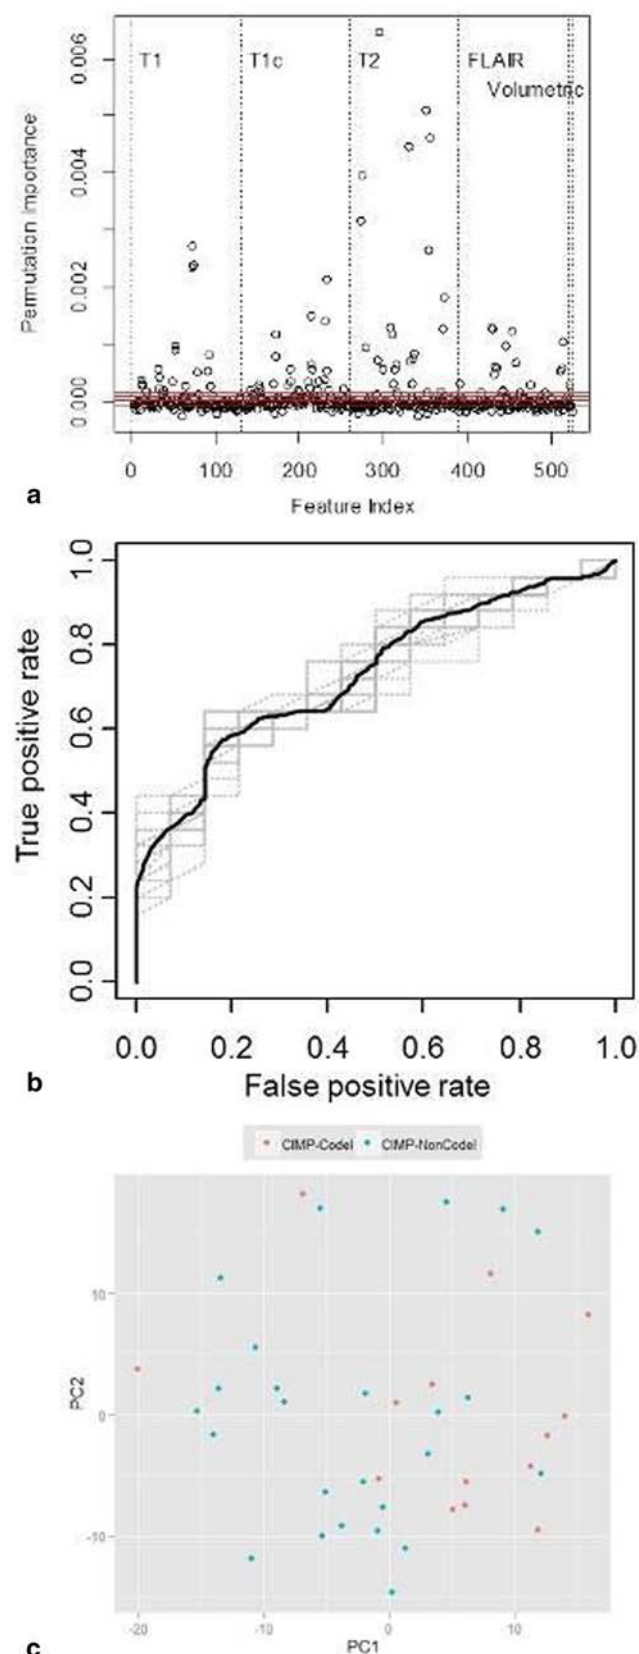 T1 T1c T2 FLAIR
Volumetric
Permutation Importance
0.006
0.004
0.002
0.000
0 100 200 300 400 500
Feature Index
a
True positive rate
1.0
0.8
0.6
0.4
0.2
0.0
0.0 0.2 0.4 0.6 0.8 1.0
False positive rate
b
CIMP-Codel CIMP-NonCodel
PC2
10
0
-10
-20 -10 0 10
PC1
c